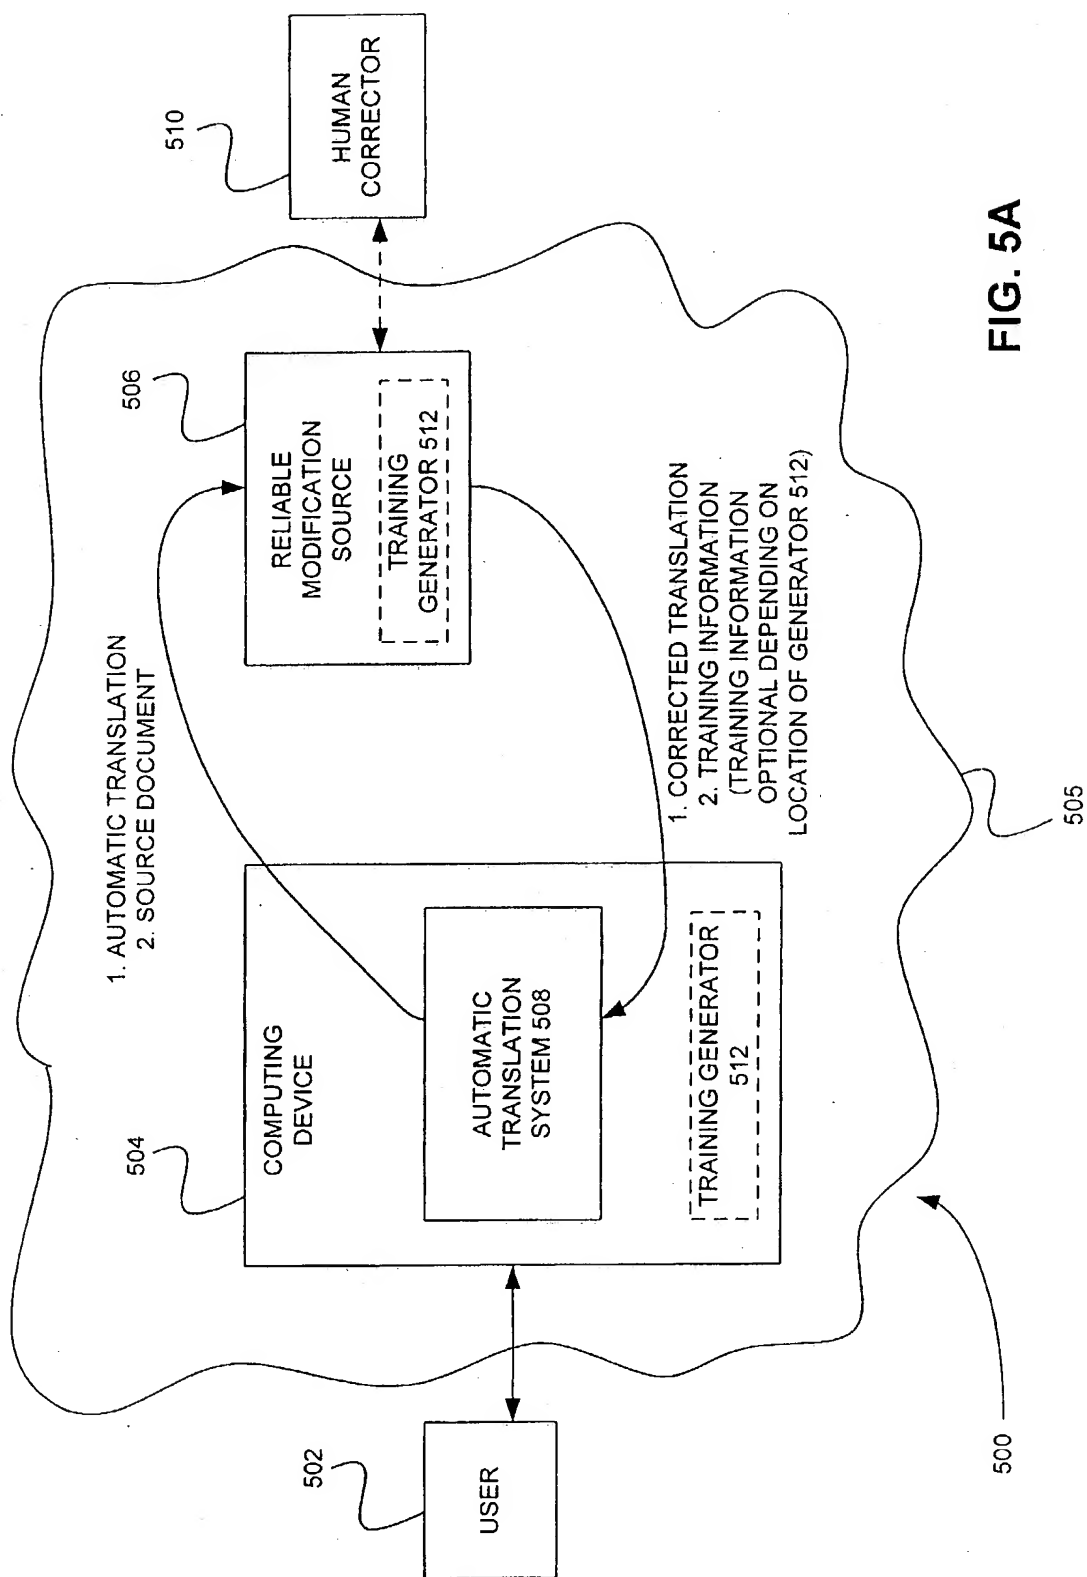 510
HUMAN
CORRECTOR
506
RELIABLE
MODIFICATION
SOURCE
TRAINING
GENERATOR 512
1. AUTOMATIC TRANSLATION
2. SOURCE DOCUMENT
1. CORRECTED TRANSLATION
2. TRAINING INFORMATION
(TRAINING INFORMATION
OPTIONAL DEPENDING ON
LOCATION OF GENERATOR 512)
504
COMPUTING
DEVICE
AUTOMATIC
TRANSLATION
SYSTEM 508
TRAINING GENERATOR
512
505
502
USER
500
FIG. 5A